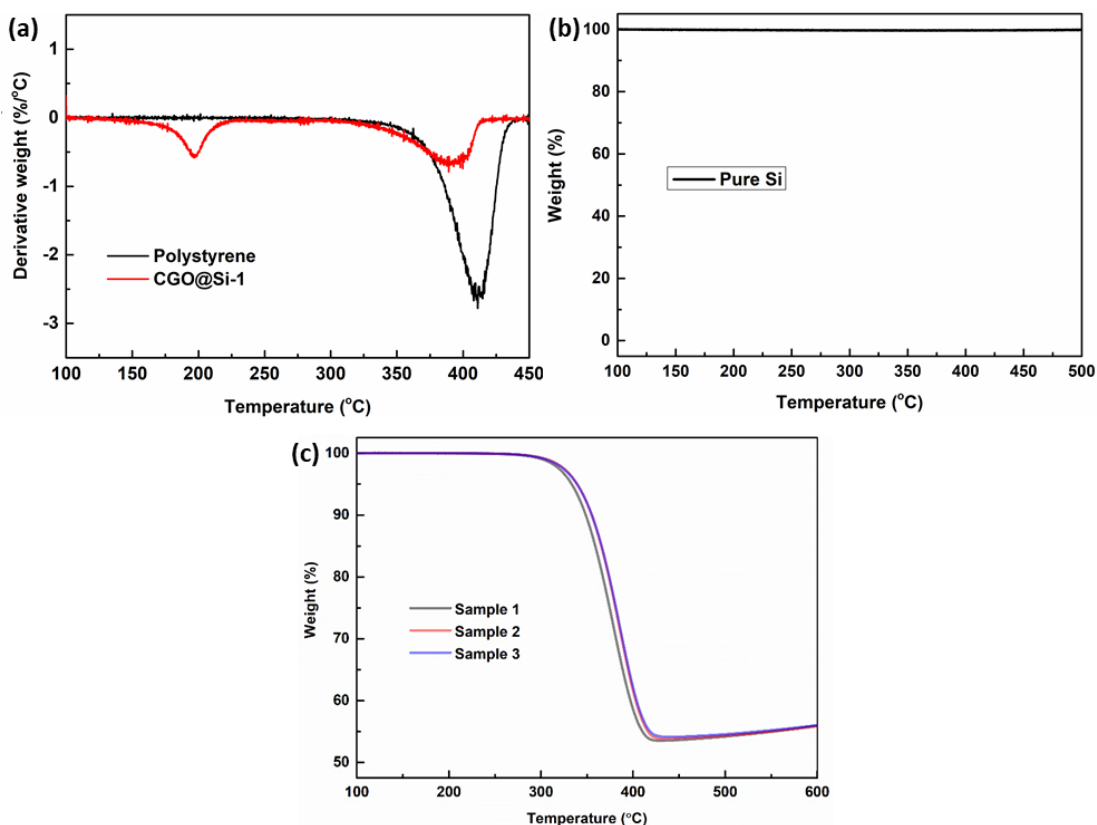 (a)
1
0
-1
-2
-3
Derivative weight (%/°C)
Polystyrene
CGO@Si-1
100 150 200 250 300 350 400 450
Temperature (°C)
(b)
100
80
60
40
20
0
Weight (%)
Pure Si
100 150 200 250 300 350 400 450 500
Temperature (°C)
(c)
100
90
80
70
60
50
Weight (%)
Sample 1
Sample 2
Sample 3
100 200 300 400 500 600
Temperature (°C)